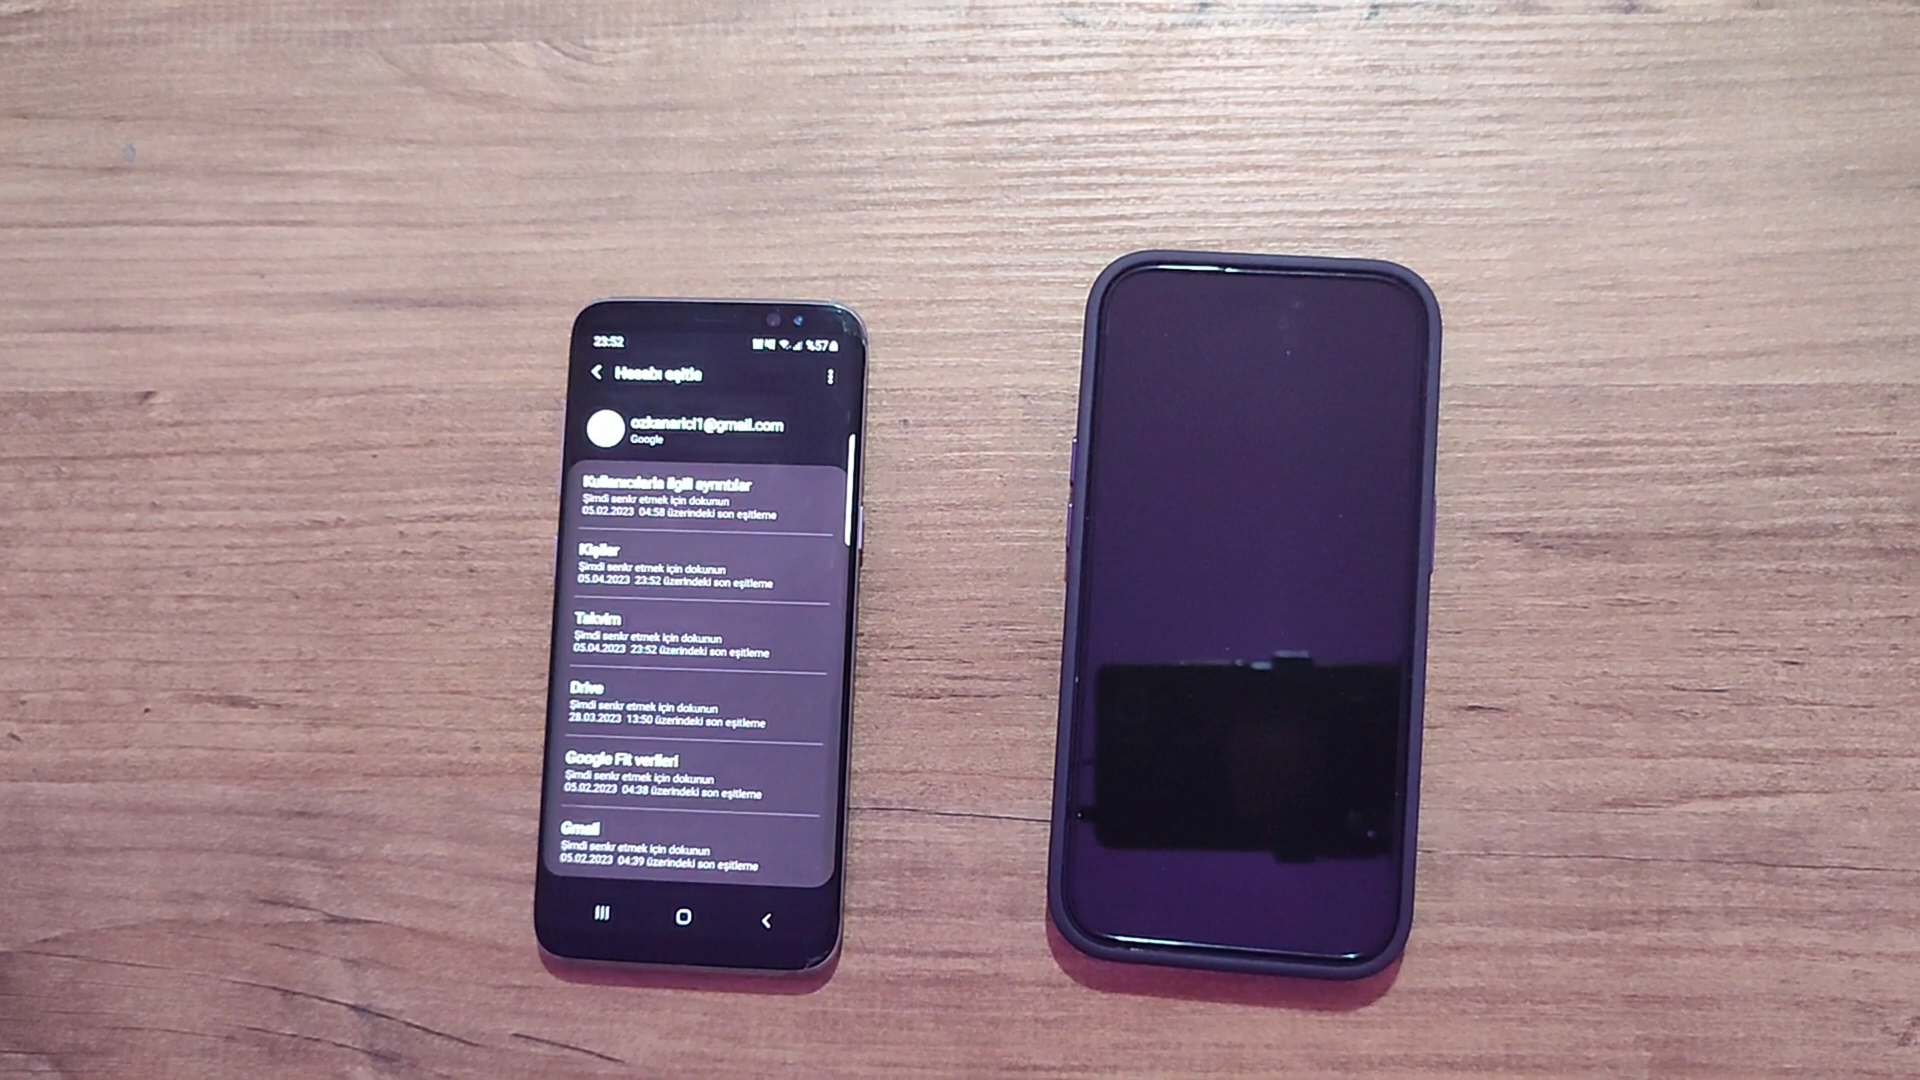 23:52
%57
Hesabı eşitle
ozkanarici1@gmail.com
Google
Kullanıcılarla ilgili ayrıntılar
Şimdi senkr etmek için dokunun
05.02.2023 04:58 üzerindeki son eşitleme
Kişiler
Şimdi senkr etmek için dokunun
05.04.2023 23:52 üzerindeki son eşitleme
Takvim
Şimdi senkr etmek için dokunun
05.04.2023 23:52 üzerindeki son eşitleme
Drive
Şimdi senkr etmek için dokunun
28.03.2023 13:50 üzerindeki son eşitleme
Google Fit verileri
Şimdi senkr etmek için dokunun
05.02.2023 04:38 üzerindeki son eşitleme
Gmail
Şimdi senkr etmek için dokunun
05.02.2023 04:39 üzerindeki son eşitleme